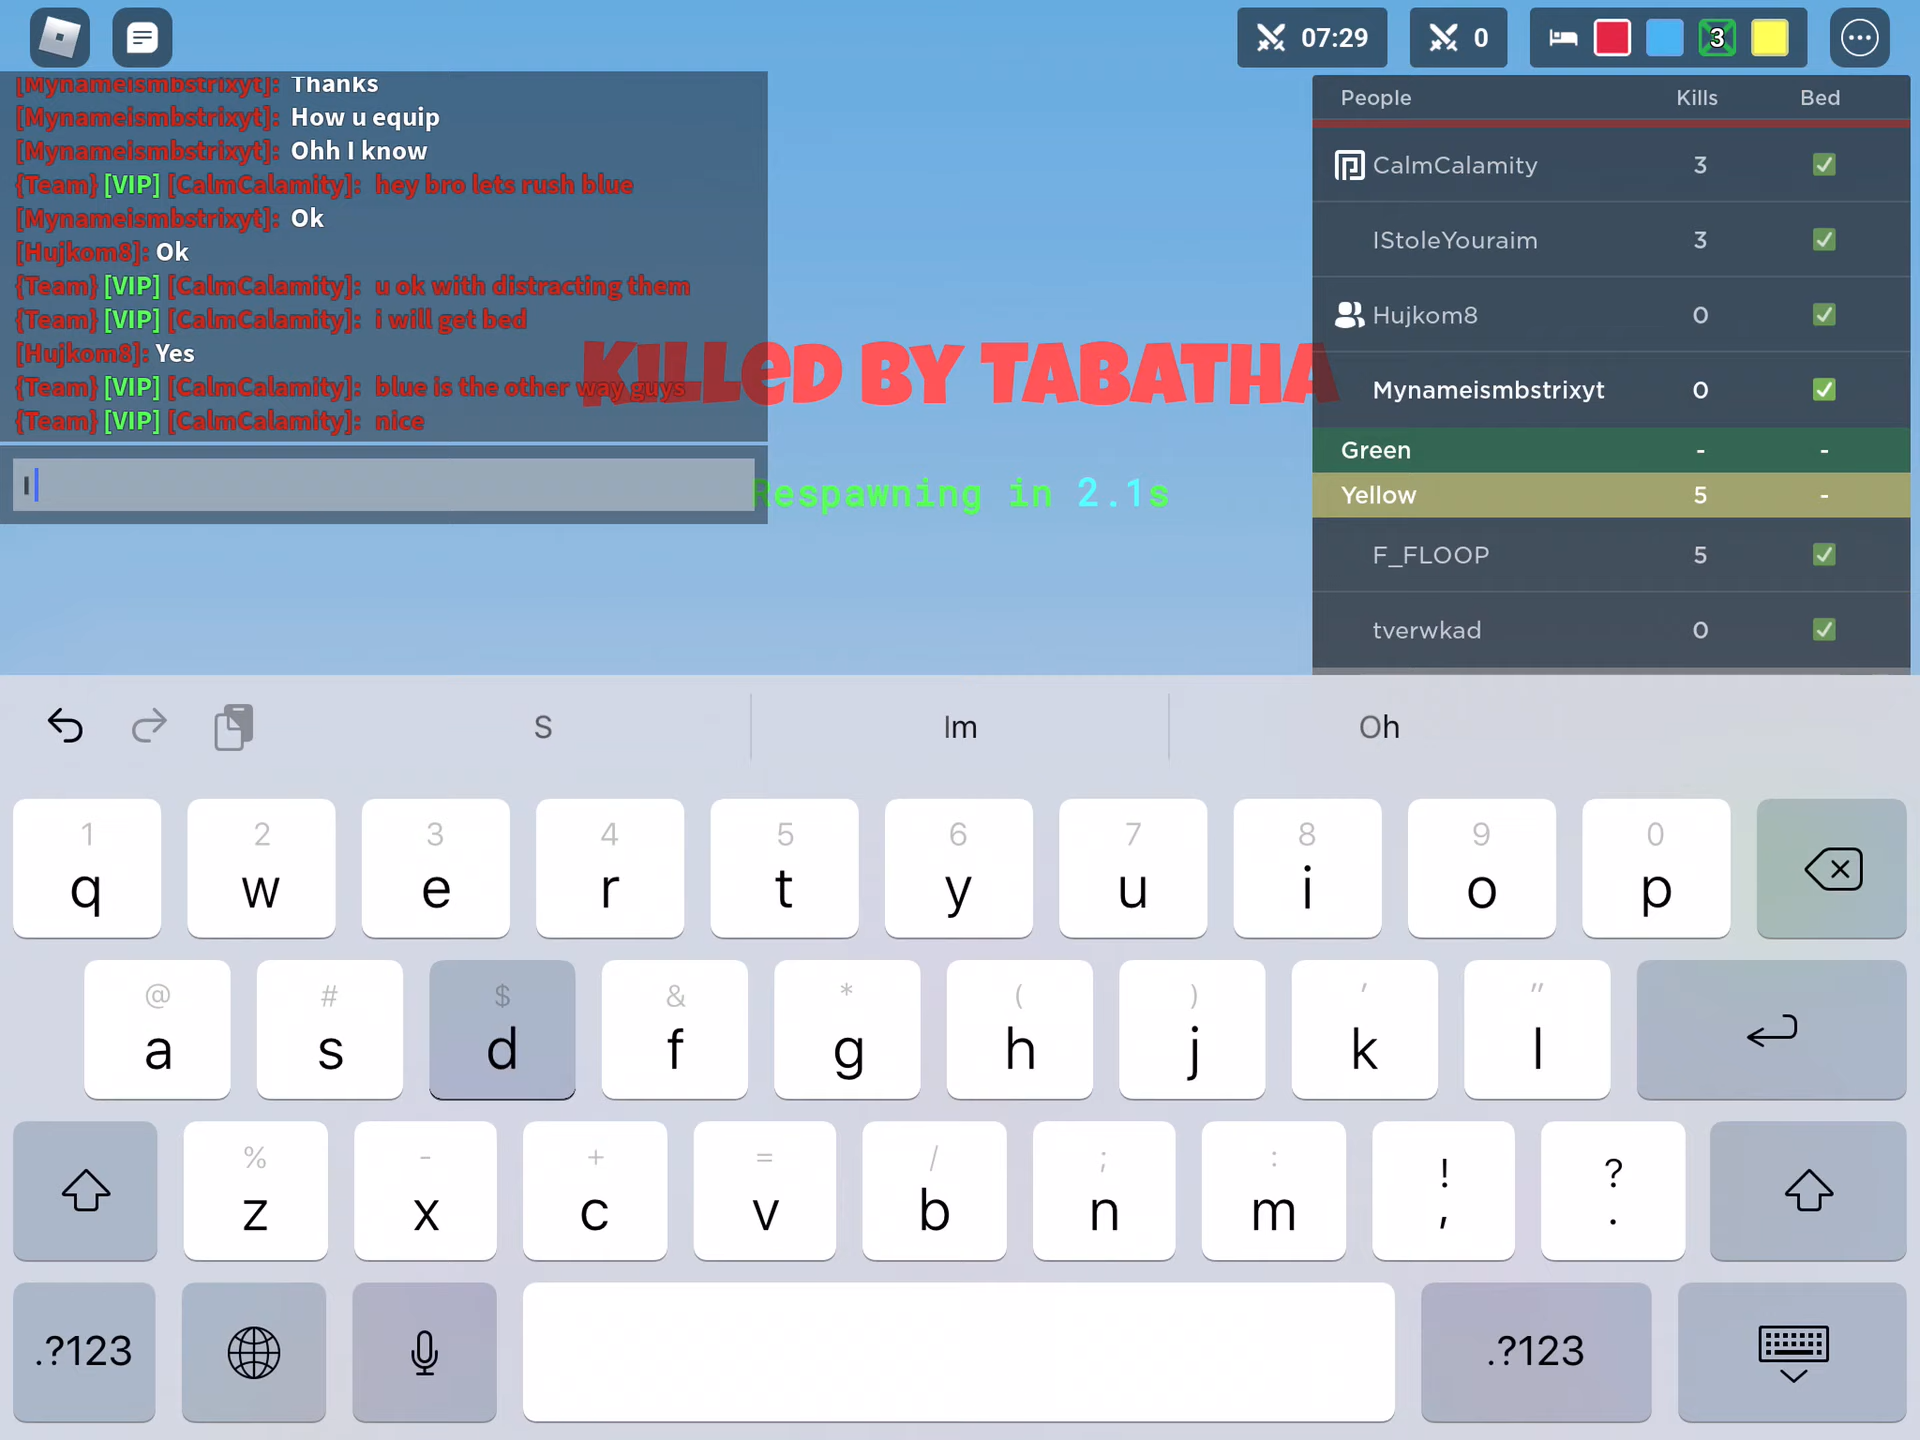 07:29
0
3
[Mynameismbstrixyt]: Thanks
[Mynameismbstrixyt]: How u equip
[Mynameismbstrixyt]: Ohh I know
{Team} [VIP] [CalmCalamity]: hey bro lets rush blue
[Mynameismbstrixyt]: Ok
[Hujkom8]: Ok
{Team} [VIP] [CalmCalamity]: u ok with distracting them
{Team} [VIP] [CalmCalamity]: i will get bed
[Hujkom8]: Yes
{Team} [VIP] [CalmCalamity]: blue is the other way guys
{Team} [VIP] [CalmCalamity]: nice
I
KILLED BY TABATHA
Respawning in 2.1s
People Kills Bed
CalmCalamity 3
IStoleYouraim 3
Hujkom8 0
Mynameismbstrixyt 0
Green - -
Yellow 5 -
F_FLOOP 5
tverwkad 0
S Im Oh
1 2 3 4 5 6 7 8 9 0
q w e r t y u i o p
@ # $ & * ( ) ' "
a s d f g h j k l
% - + = / ; : ! ?
z x c v b n m , .
.?123 .?123